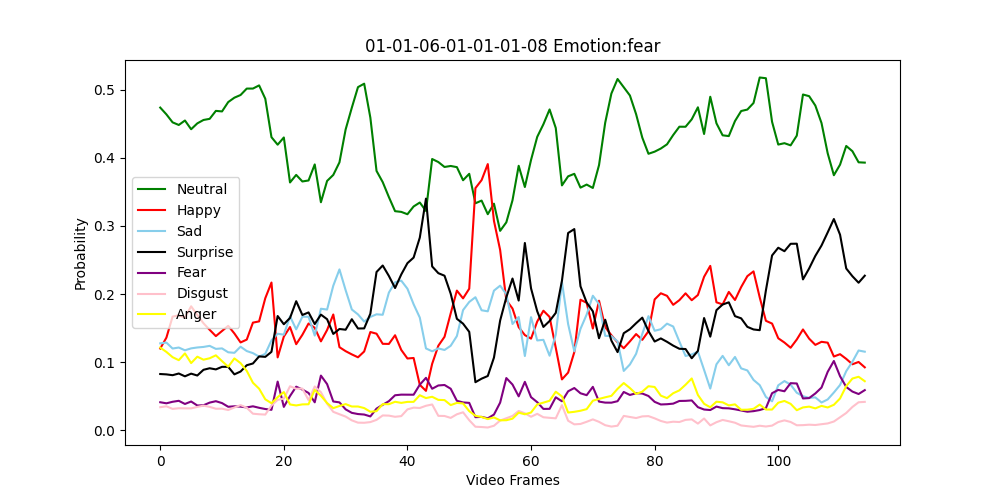 01-01-06-01-01-01-08 Emotion:fear
Probability
0.5
0.4
0.3
0.2
0.1
0.0
Neutral
Happy
Sad
Surprise
Fear
Disgust
Anger
0 20 40 60 80 100
Video Frames